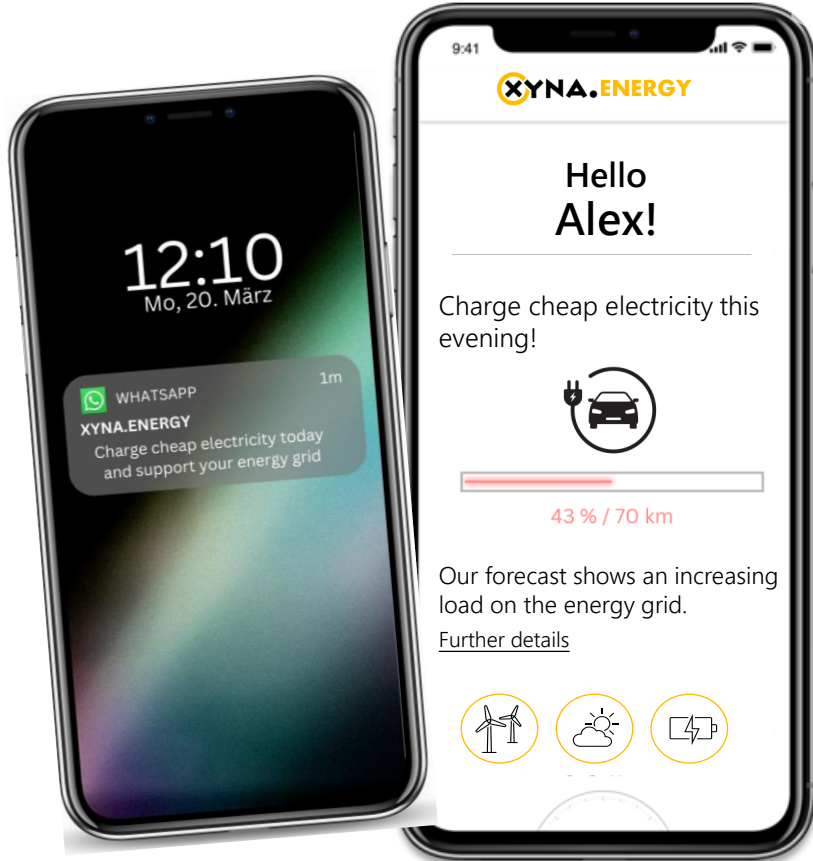 12:10
Mo, 20. März
WHATSAPP
1m
XYNA.ENERGY
Charge cheap electricity today
and support your energy grid
9:41
XYNA.ENERGY
Hello
Alex!
Charge cheap electricity this
evening!
43 % / 70 km
Our forecast shows an increasing
load on the energy grid.
Further details